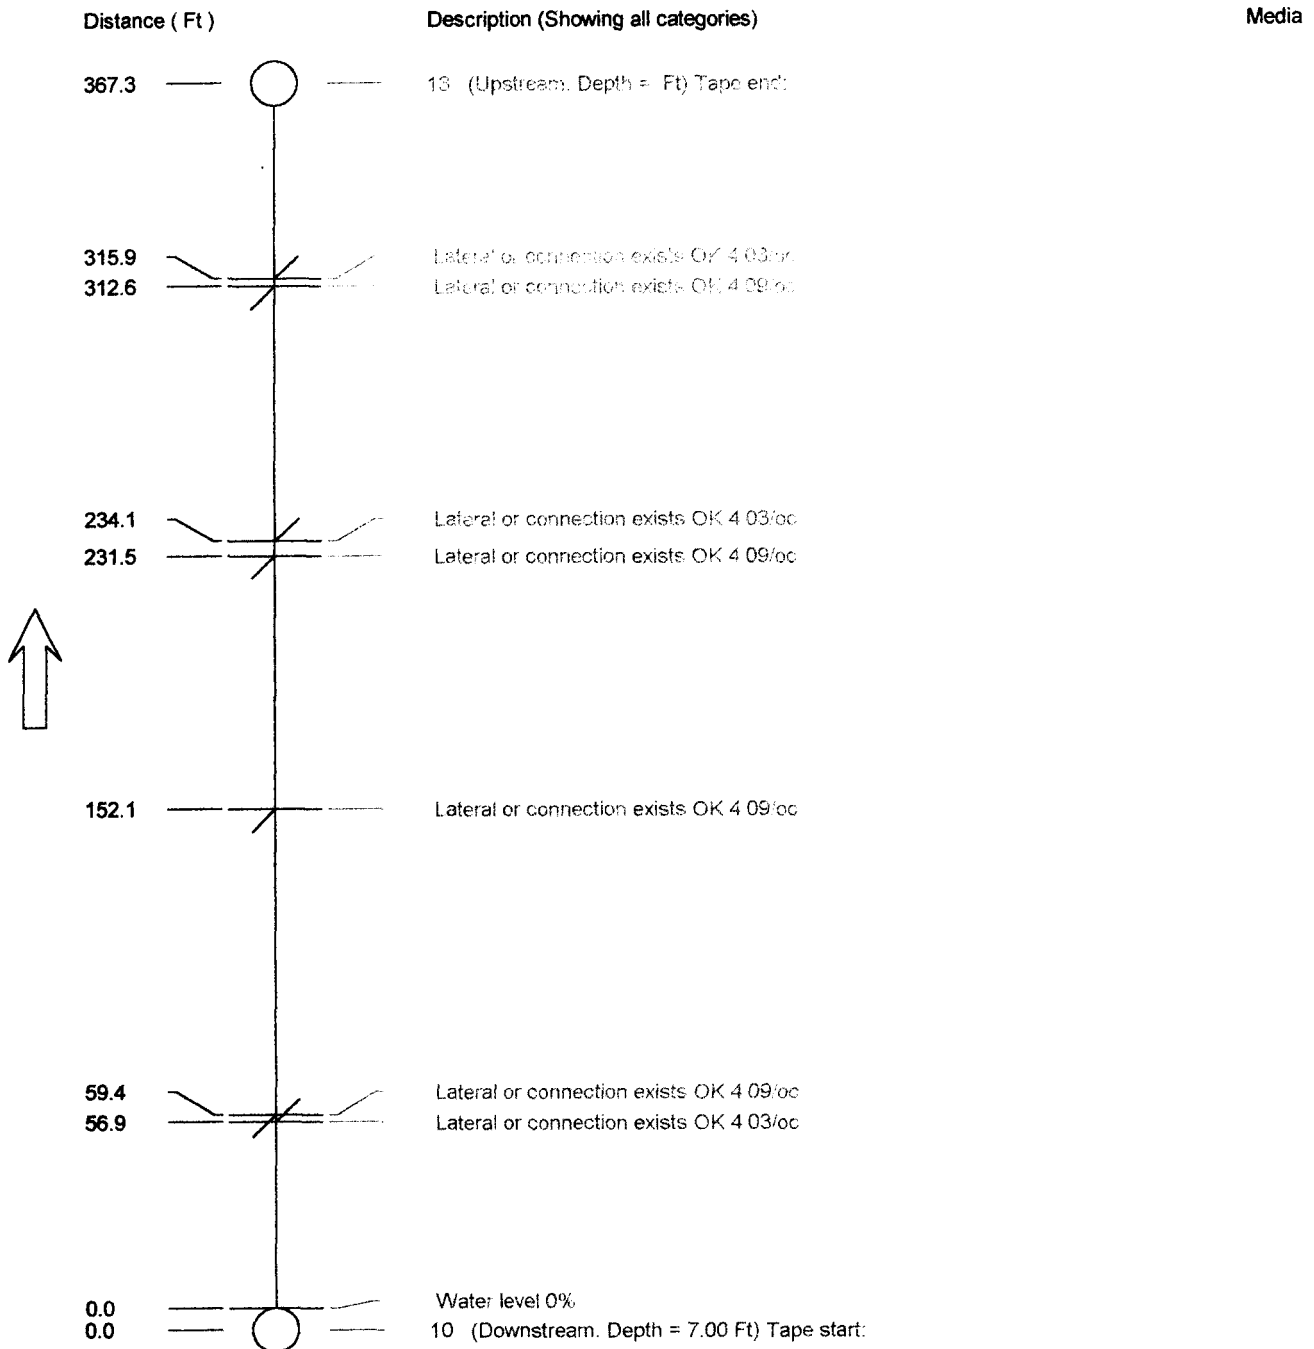 Distance ( Ft ) Description (Showing all categories) Media
367.3 13 (Upstream. Depth = Ft) Tape end:
315.9 Lateral or connection exists OK 4 03/oc
312.6 Lateral or connection exists OK 4 09/oc
234.1 Lateral or connection exists OK 4 03/oc
231.5 Lateral or connection exists OK 4 09/oc
152.1 Lateral or connection exists OK 4 09/oc
59.4 Lateral or connection exists OK 4 09/oc
56.9 Lateral or connection exists OK 4 03/oc
0.0 Water level 0%
0.0 10 (Downstream. Depth = 7.00 Ft) Tape start: